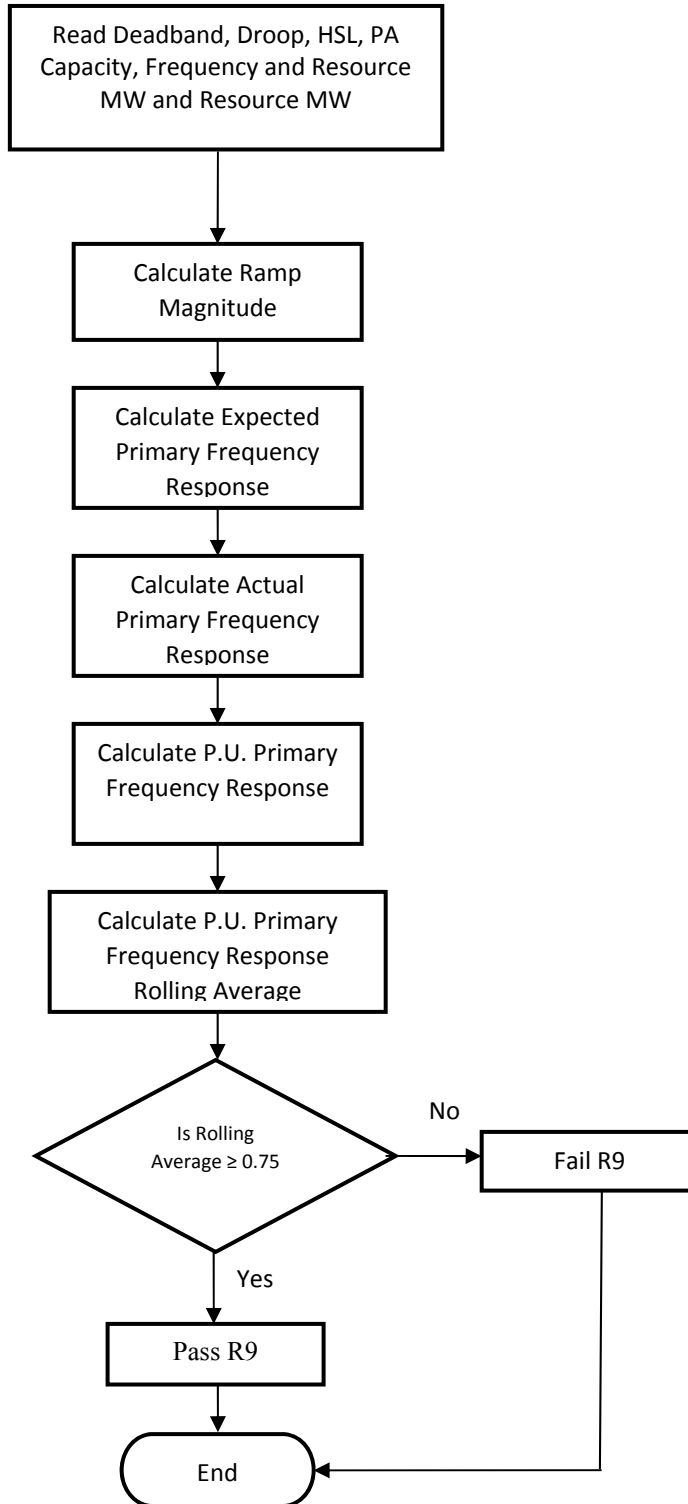 Read Deadband, Droop, HSL, PA
Capacity, Frequency and Resource
MW and Resource MW
Calculate Ramp
Magnitude
Calculate Expected
Primary Frequency
Response
Calculate Actual
Primary Frequency
Response
Calculate P.U. Primary
Frequency Response
Calculate P.U. Primary
Frequency Response
Rolling Average
Is Rolling
Average ≥ 0.75
No
Fail R9
Yes
Pass R9
End